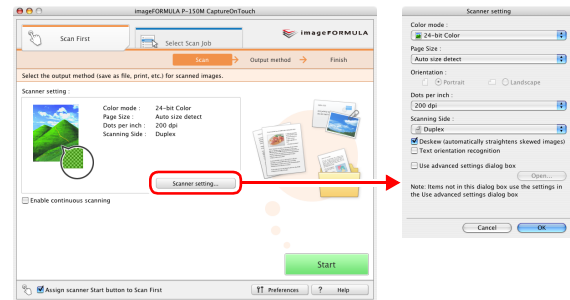 imageFORMULA P-150M CaptureOnTouch
Scan First
Select Scan Job
imageFORMULA
Scan
Output method
Finish
Select the output method (save as file, print, etc.) for scanned images.
Scanner setting :
Color mode : 24-bit Color
Page Size : Auto size detect
Dots per inch : 200 dpi
Scanning Side : Duplex
Scanner setting...
Enable continuous scanning
Start
Assign scanner Start button to Scan First
Preferences
? Help
Scanner setting
Color mode :
24-bit Color
Page Size :
Auto size detect
Orientation :
Portrait
Landscape
Dots per inch :
200 dpi
Scanning Side :
Duplex
Deskew (automatically straightens skewed images)
Text orientation recognition
Use advanced settings dialog box
Open...
Note: Items not in this dialog box use the settings in
the Use advanced settings dialog box
Cancel
OK